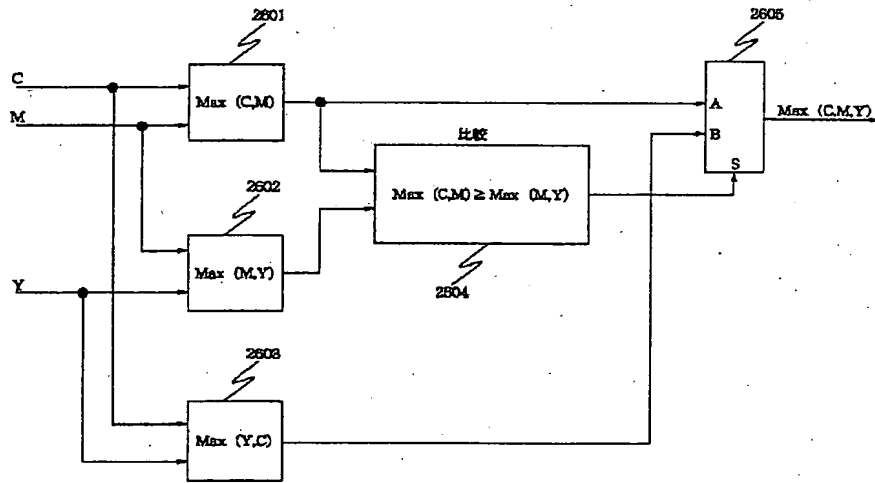 2601
2605
C
M
Max (C,M)
A
B
S
Max (C,M,Y)
比較
Max (C,M) ≥ Max (M,Y)
2602
2604
Y
Max (M,Y)
2603
Max (Y,C)